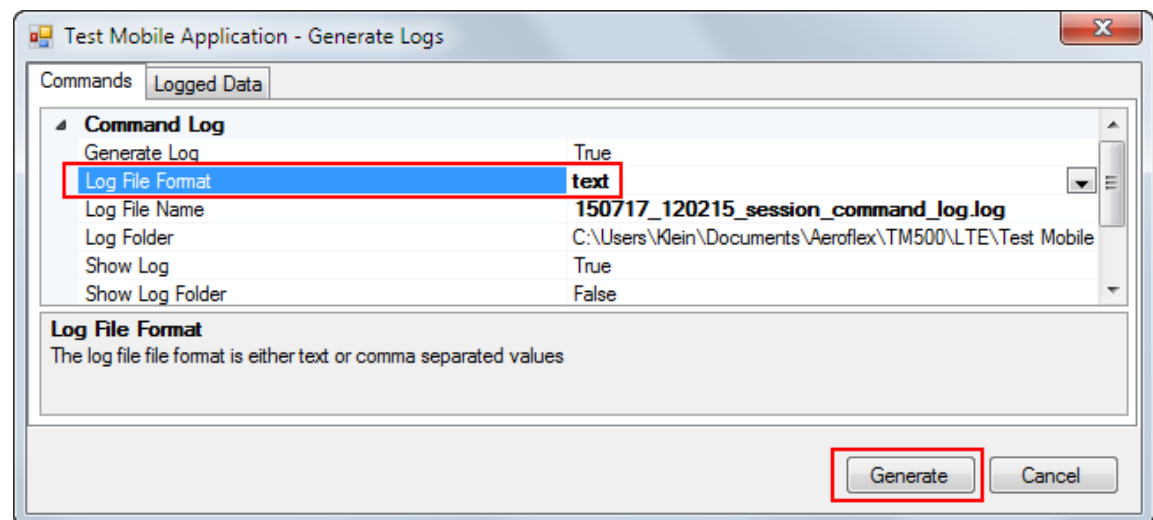 Test Mobile Application - Generate Logs
Commands Logged Data
Command Log
Generate Log True
Log File Format text
Log File Name 150717_120215_session_command_log.log
Log Folder C:\Users\Klein\Documents\Aeroflex\TM500\LTE\Test Mobile
Show Log True
Show Log Folder False
Log File Format
The log file file format is either text or comma separated values
Generate Cancel